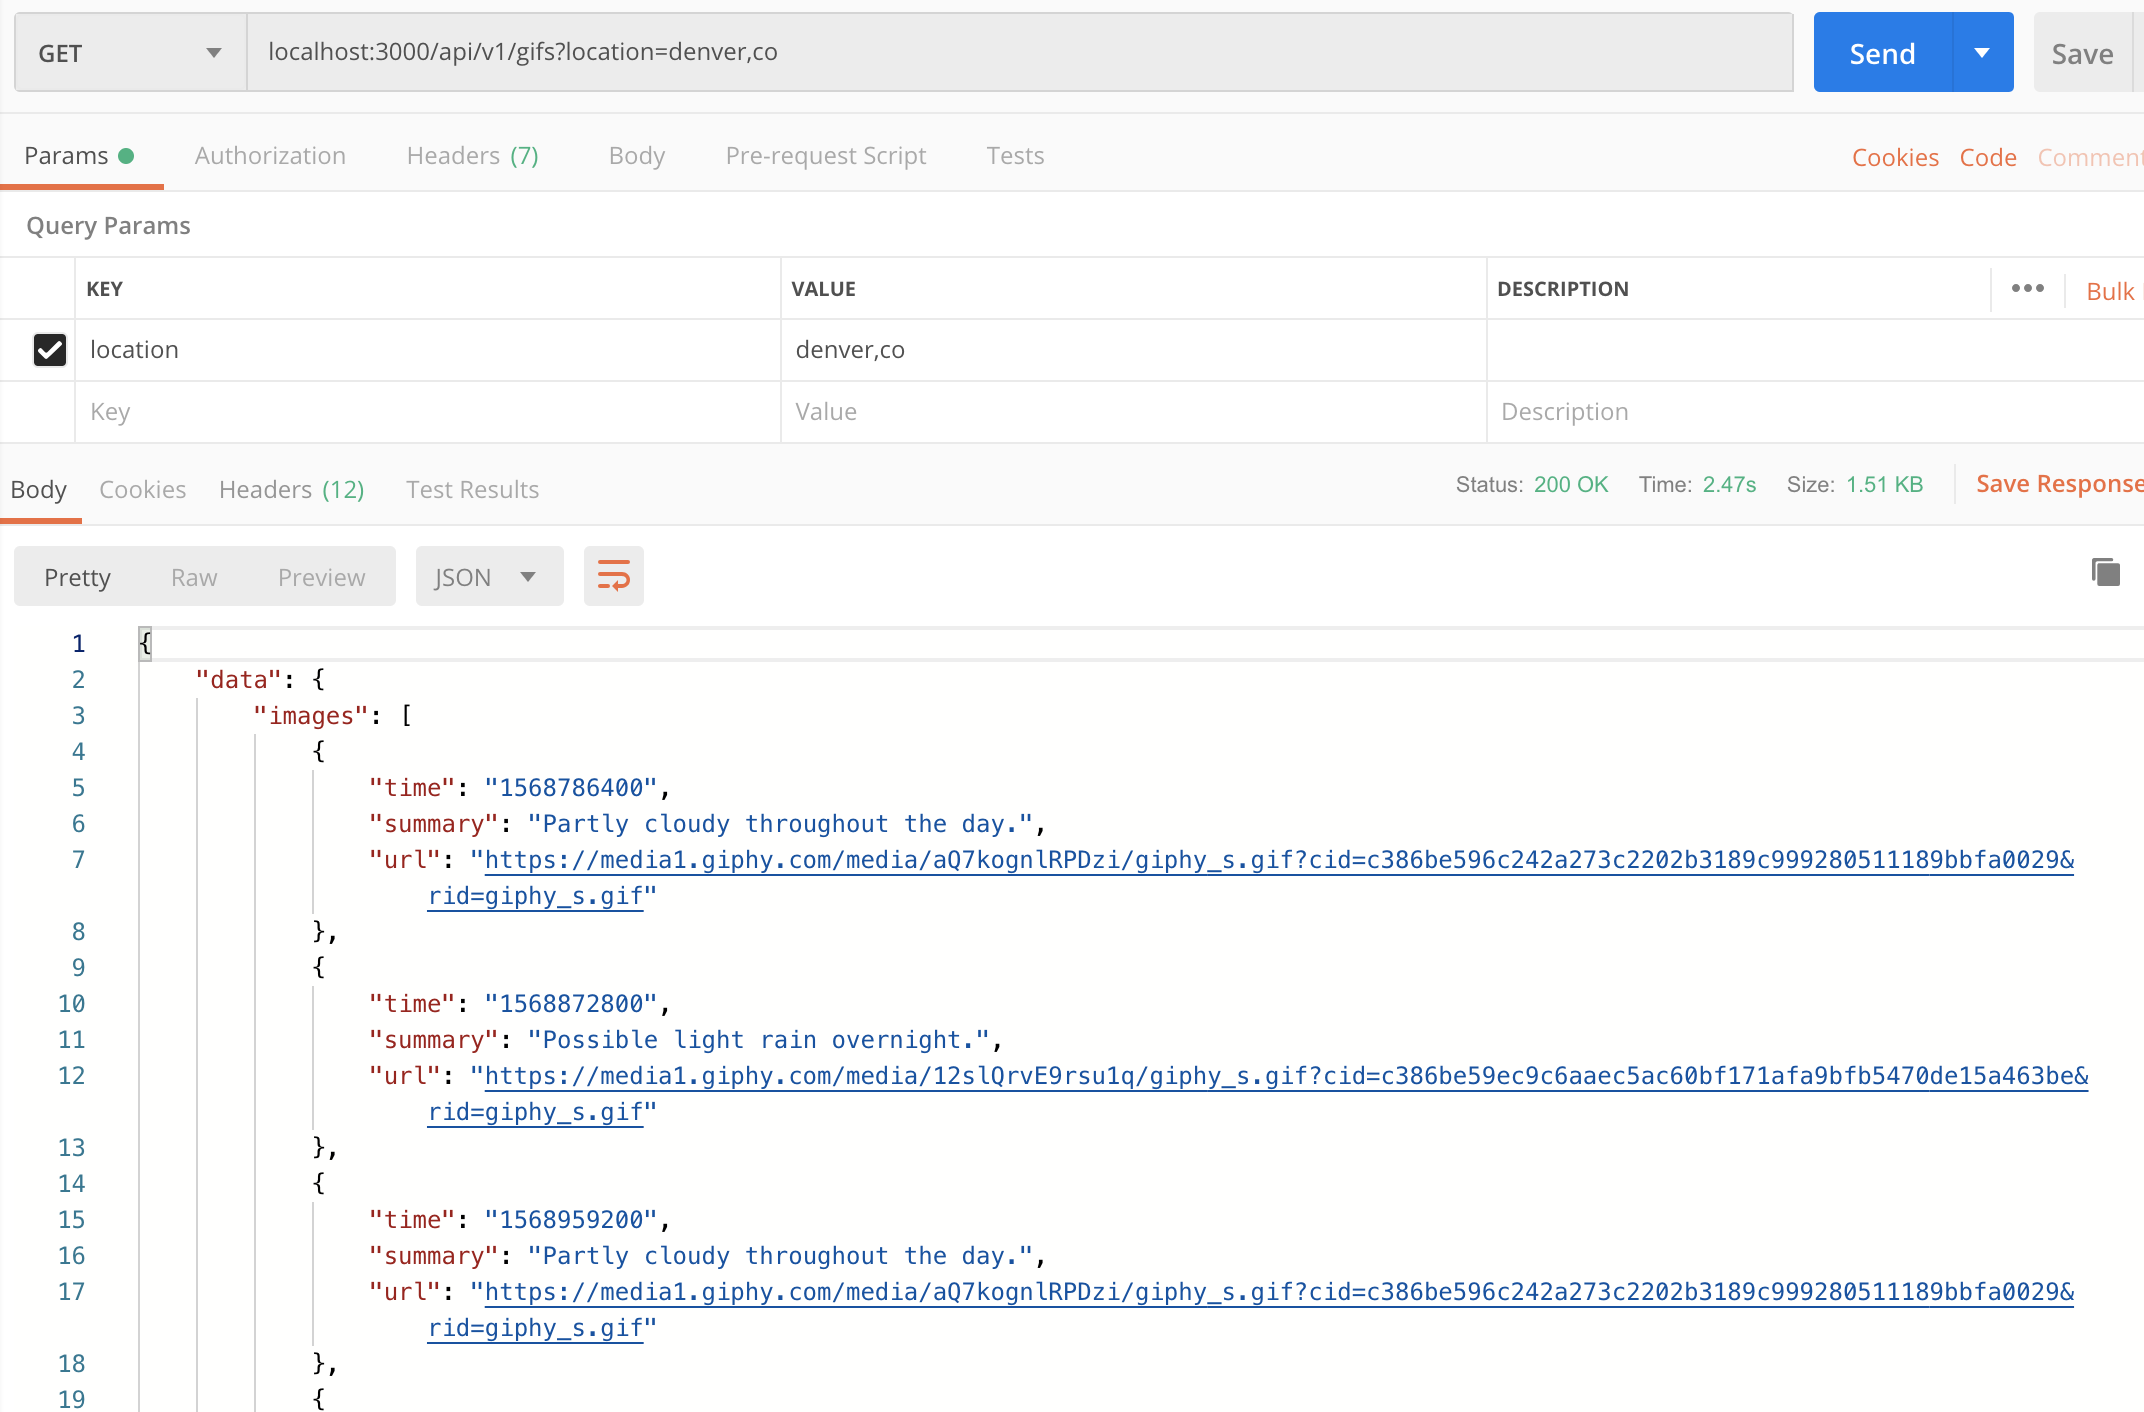 GET localhost:3000/api/v1/gifs?location=denver,co Send Save
Params Authorization Headers (7) Body Pre-request Script Tests Cookies Code Comment
Query Params
KEY VALUE DESCRIPTION ••• Bulk
location denver,co
Key Value Description
Body Cookies Headers (12) Test Results Status: 200 OK Time: 2.47s Size: 1.51 KB Save Response
Pretty Raw Preview JSON
1 {
2 "data": {
3 "images": [
4 {
5 "time": "1568786400",
6 "summary": "Partly cloudy throughout the day.",
7 "url": "https://media1.giphy.com/media/aQ7kognlRPDzi/giphy_s.gif?cid=c386be596c242a273c2202b3189c999280511189bbfa0029&
rid=giphy_s.gif"
8 },
9 {
10 "time": "1568872800",
11 "summary": "Possible light rain overnight.",
12 "url": "https://media1.giphy.com/media/12slQrvE9rsu1q/giphy_s.gif?cid=c386be59ec9c6aaec5ac60bf171afa9bfb5470de15a463be&
rid=giphy_s.gif"
13 },
14 {
15 "time": "1568959200",
16 "summary": "Partly cloudy throughout the day.",
17 "url": "https://media1.giphy.com/media/aQ7kognlRPDzi/giphy_s.gif?cid=c386be596c242a273c2202b3189c999280511189bbfa0029&
rid=giphy_s.gif"
18 },
19 {